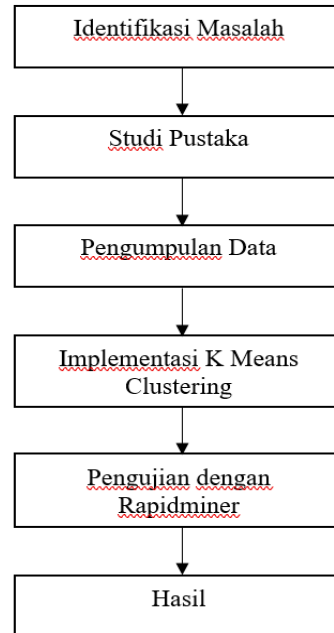 Identifikasi Masalah
Studi Pustaka
Pengumpulan Data
Implementasi K Means
Clustering
Pengujian dengan
Rapidminer
Hasil